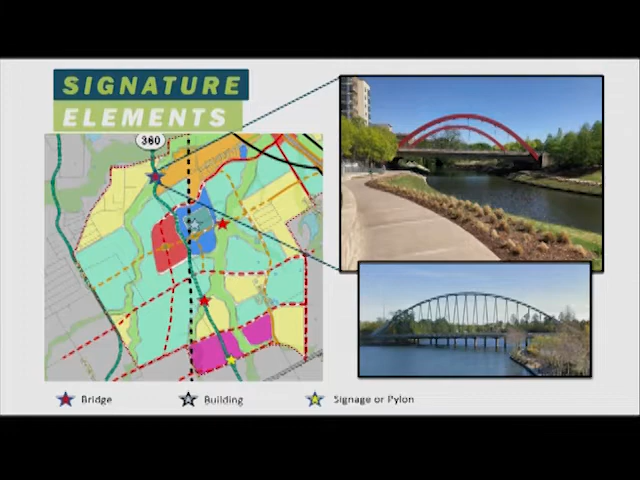 SIGNATURE
ELEMENTS
360
Bridge
Building
Signage or Pylon